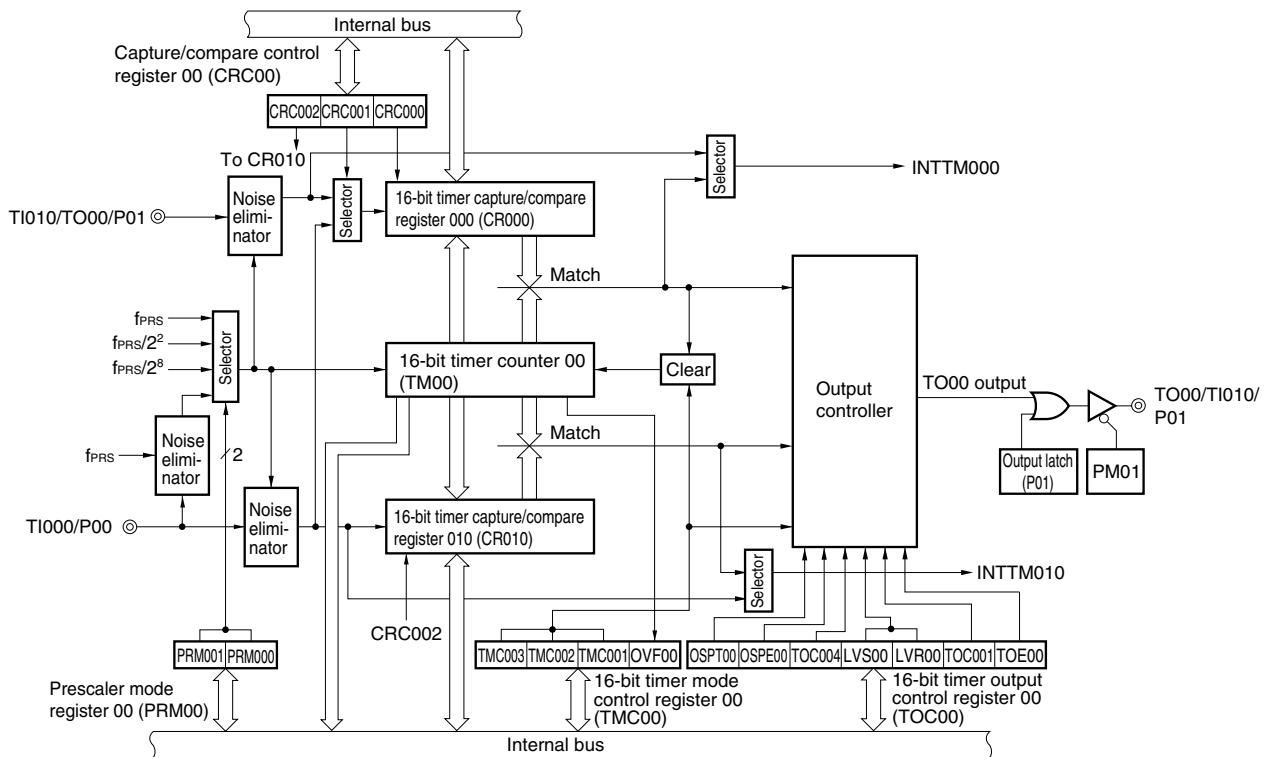 Internal bus
Capture/compare control
register 00 (CRC00)
CRC002 CRC001 CRC000
To CR010
Selector
INTTM000
TI010/TO00/P01
Noise
elimi-
nator
Selector
16-bit timer capture/compare
register 000 (CR000)
Match
fPRS
fPRS/2²
fPRS/2⁸
Selector
16-bit timer counter 00
(TM00)
Clear
Output
controller
TO00 output
TO00/TI010/
P01
Output latch
(P01)
PM01
fPRS
Noise
elimi-
nator
2
Match
TI000/P00
Noise
elimi-
nator
16-bit timer capture/compare
register 010 (CR010)
Selector
INTTM010
CRC002
PRM001 PRM000
TMC003 TMC002 TMC001 OVF00
OSPT00 OSPE00 TOC004 LVS00 LVR00 TOC001 TOE00
Prescaler mode
register 00 (PRM00)
16-bit timer mode
control register 00
(TMC00)
16-bit timer output
control register 00
(TOC00)
Internal bus